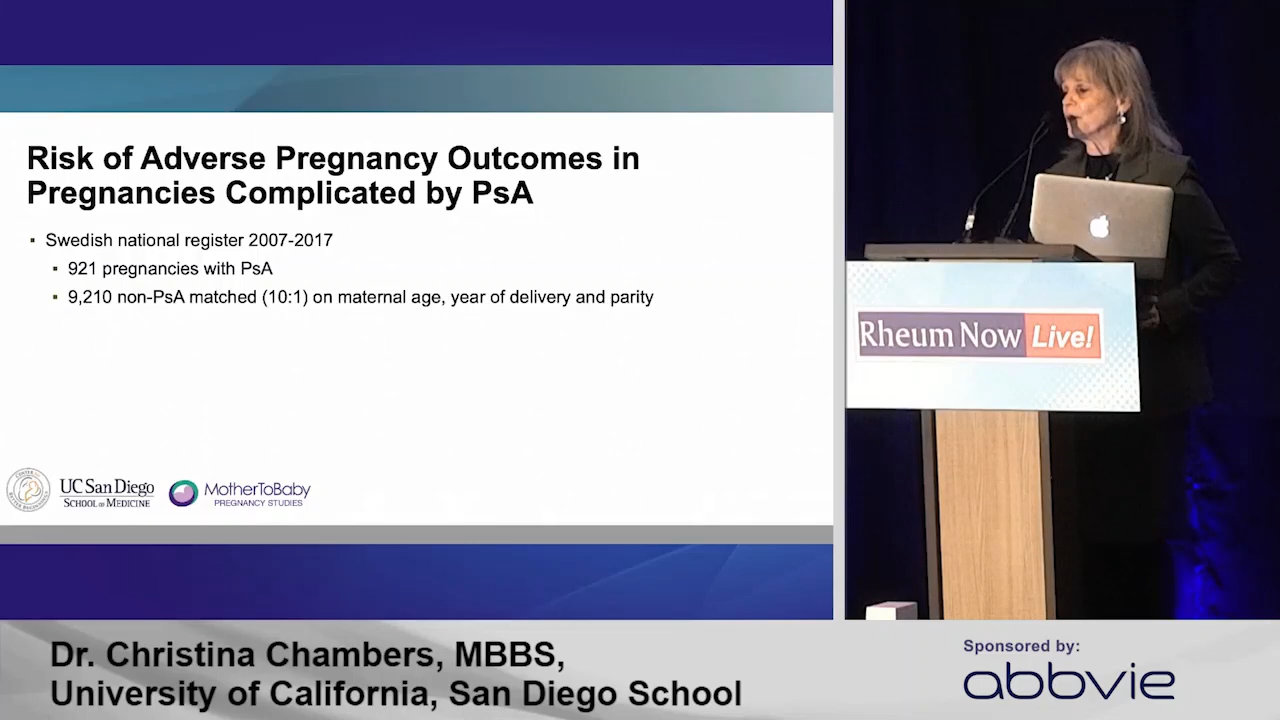 Risk of Adverse Pregnancy Outcomes in
Pregnancies Complicated by PsA
▪ Swedish national register 2007-2017
▪ 921 pregnancies with PsA
▪ 9,210 non-PsA matched (10:1) on maternal age, year of delivery and parity
UC San Diego
SCHOOL OF MEDICINE
MotherToBaby
PREGNANCY STUDIES
Rheum Now Live!
Dr. Christina Chambers, MBBS,
University of California, San Diego School
Sponsored by:
abbvie